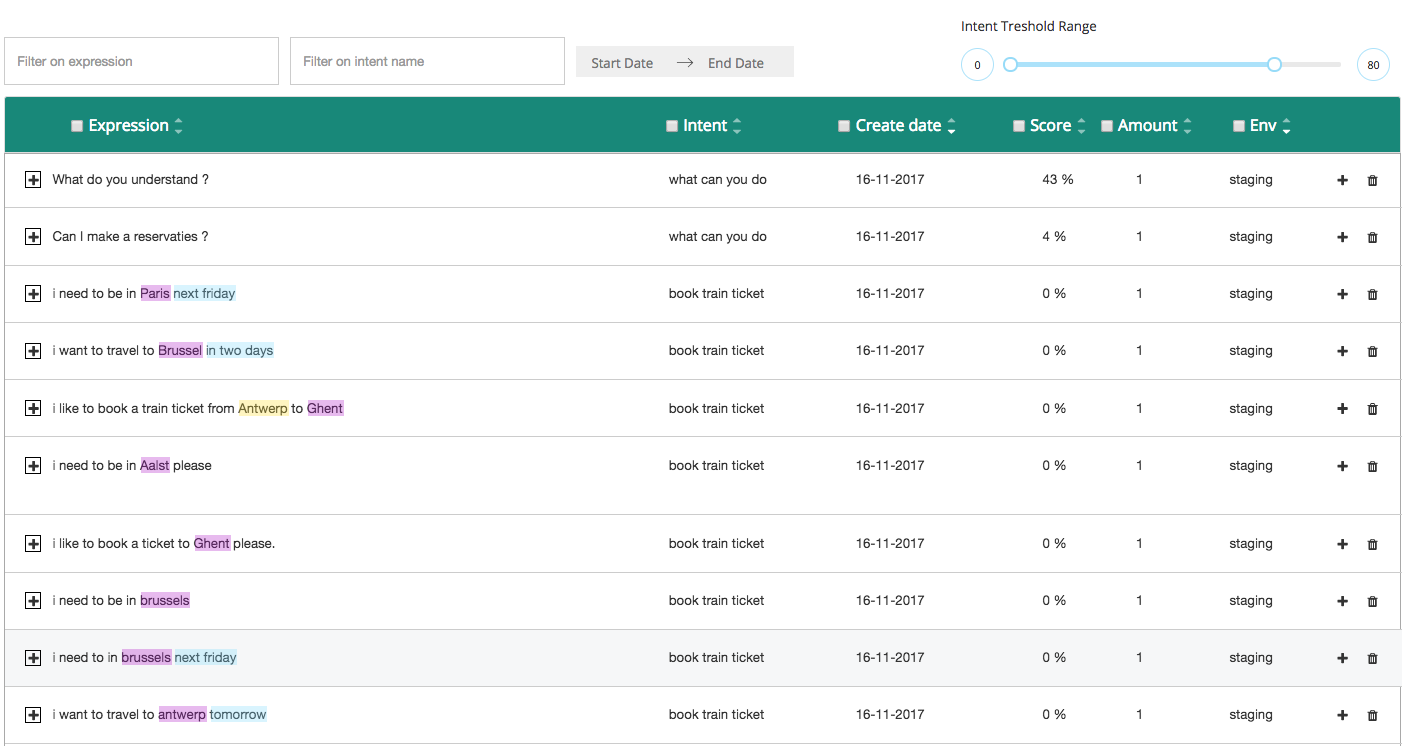 Intent Treshold Range
Filter on expression Filter on intent name Start Date → End Date 0 80
Expression Intent Create date Score Amount Env
What do you understand ? what can you do 16-11-2017 43 % 1 staging
Can I make a reservaties ? what can you do 16-11-2017 4 % 1 staging
i need to be in Paris next friday book train ticket 16-11-2017 0 % 1 staging
i want to travel to Brussel in two days book train ticket 16-11-2017 0 % 1 staging
i like to book a train ticket from Antwerp to Ghent book train ticket 16-11-2017 0 % 1 staging
i need to be in Aalst please book train ticket 16-11-2017 0 % 1 staging
i like to book a ticket to Ghent please. book train ticket 16-11-2017 0 % 1 staging
i need to be in brussels book train ticket 16-11-2017 0 % 1 staging
i need to in brussels next friday book train ticket 16-11-2017 0 % 1 staging
i want to travel to antwerp tomorrow book train ticket 16-11-2017 0 % 1 staging